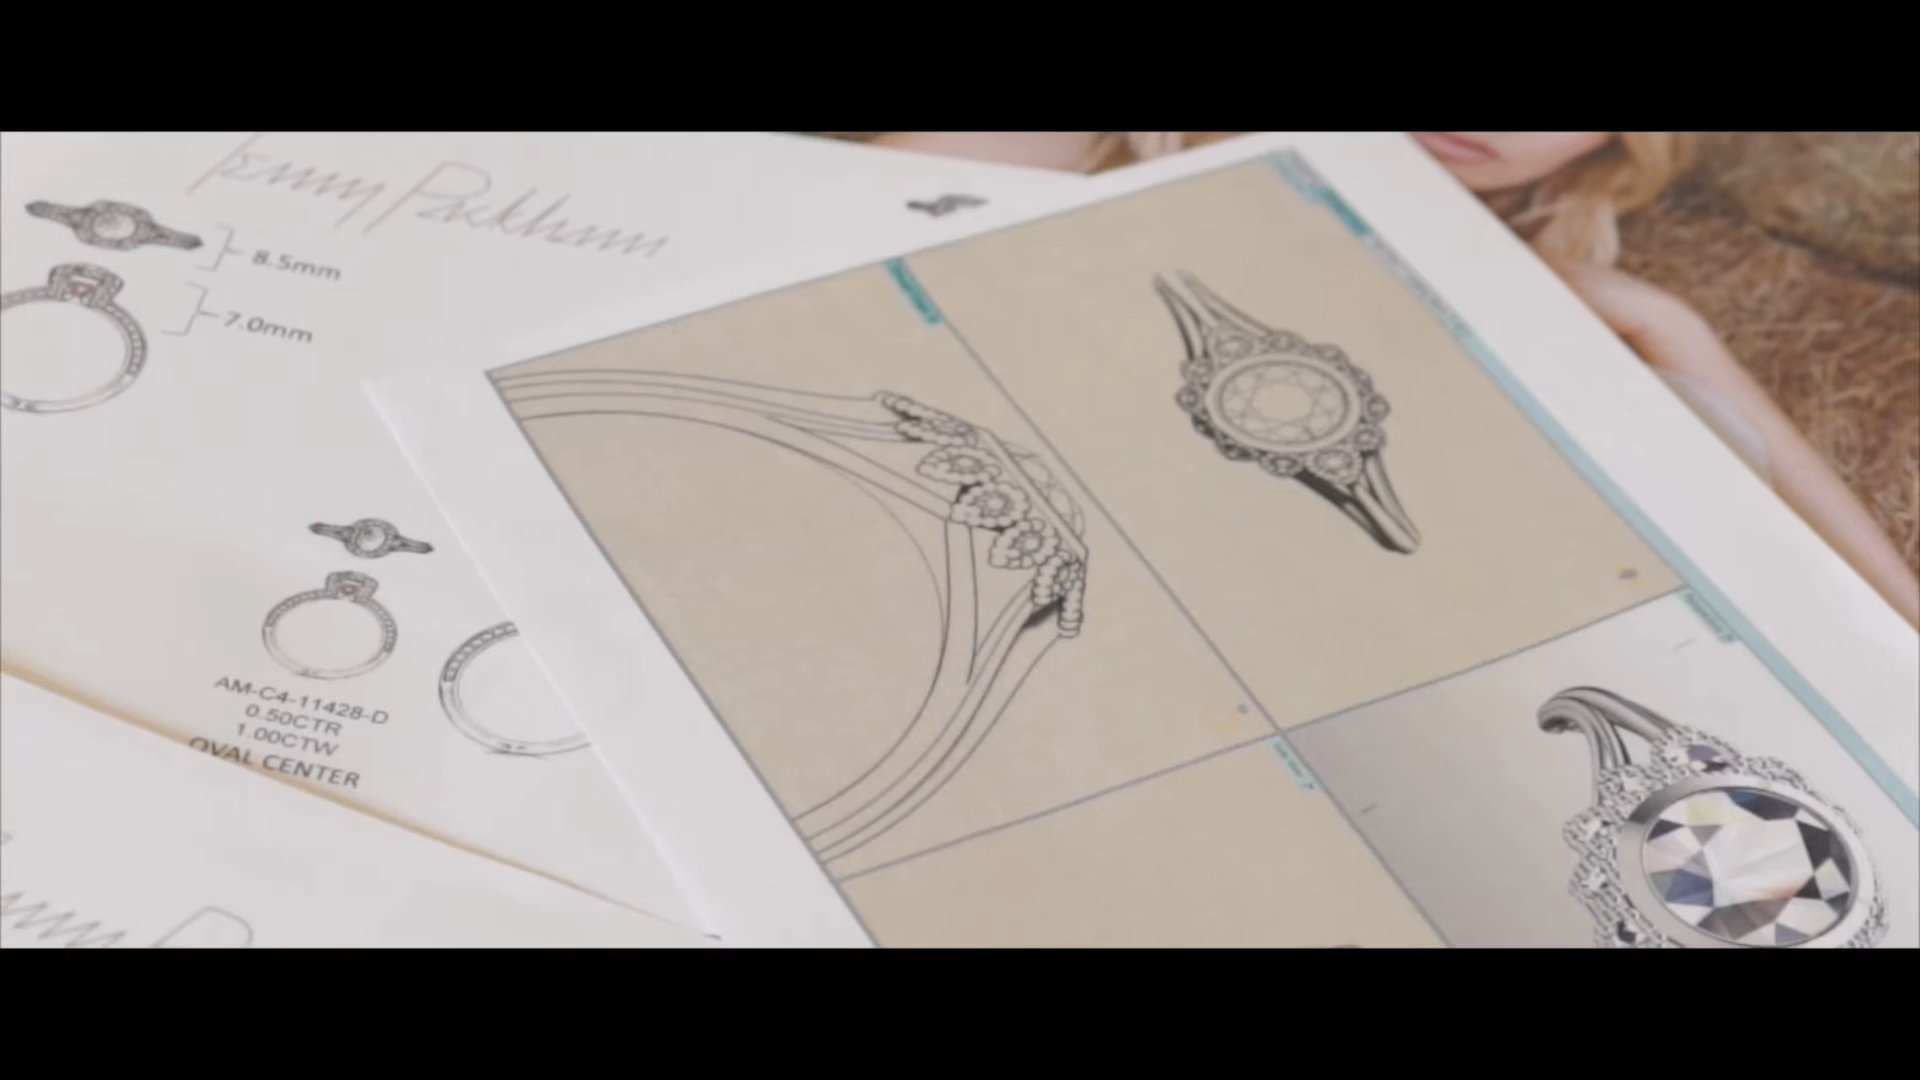 Jenny Packham
8.5mm
7.0mm
AM-C4-11428-D
0.50CTR
1.00CTW
OVAL CENTER